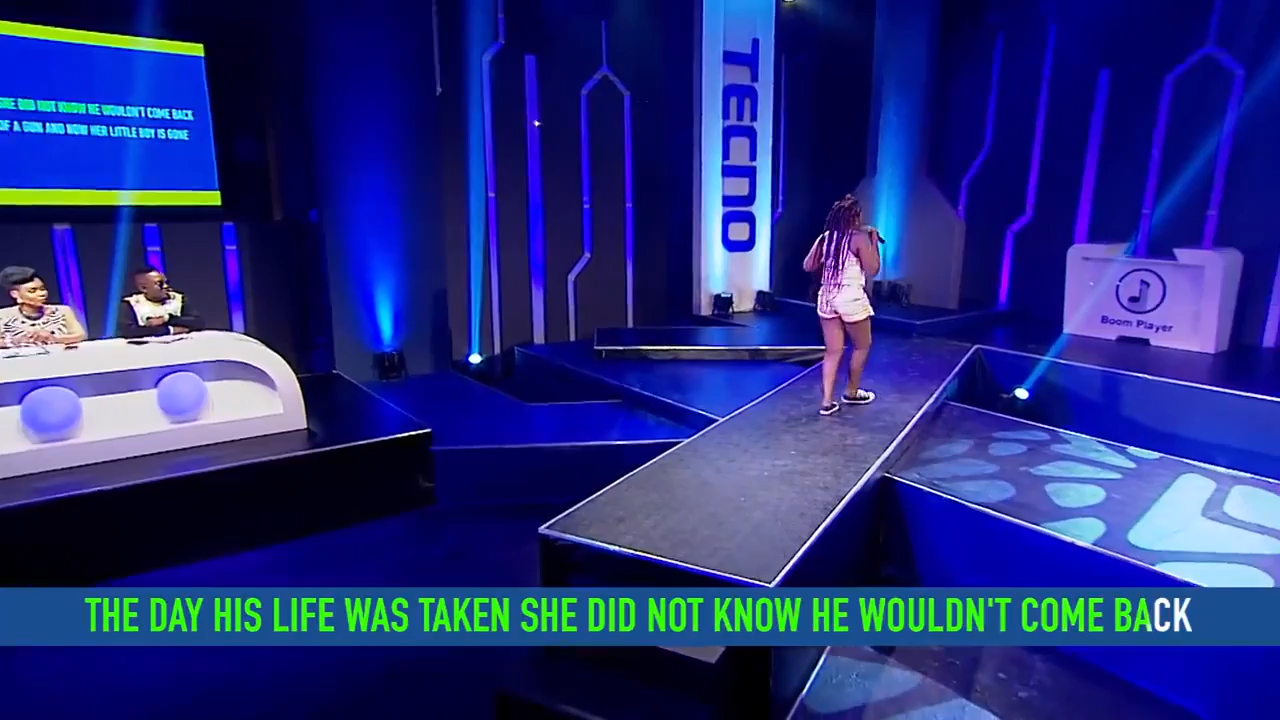 SHE DID NOT KNOW HE WOULDN'T COME BACK
OF A GUN AND NOW HER LITTLE BOY IS GONE
TECNO
Boom Player
THE DAY HIS LIFE WAS TAKEN SHE DID NOT KNOW HE WOULDN'T COME BACK